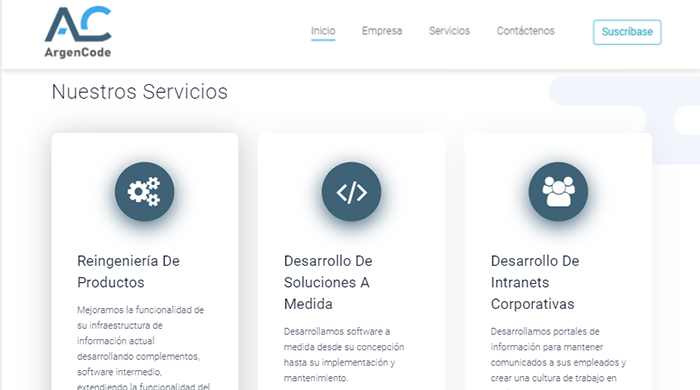 AC
ArgenCode
Inicio Empresa Servicios Contáctenos Suscríbase
Nuestros Servicios
Reingeniería De
Productos
Mejoramos la funcionalidad de
su infraestructura de
información actual
desarrollando complementos,
software intermedio,
extendiendo la funcionalidad del
</>
Desarrollo De
Soluciones A
Medida
Desarrollamos software a
medida desde su concepción
hasta su implementación y
mantenimiento.
Desarrollo De
Intranets
Corporativas
Desarrollamos portales de
información para mantener
comunicados a sus empleados y
crear una cultura de trabajo en